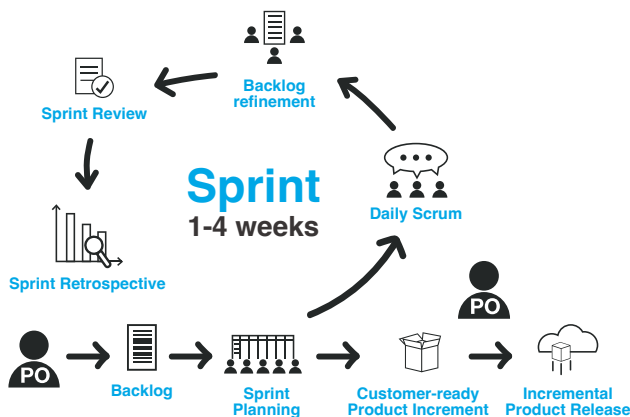 Backlog
refinement
Sprint Review
Sprint
1-4 weeks
Daily Scrum
Sprint Retrospective
PO
PO
Backlog
Sprint
Planning
Customer-ready
Product Increment
Incremental
Product Release